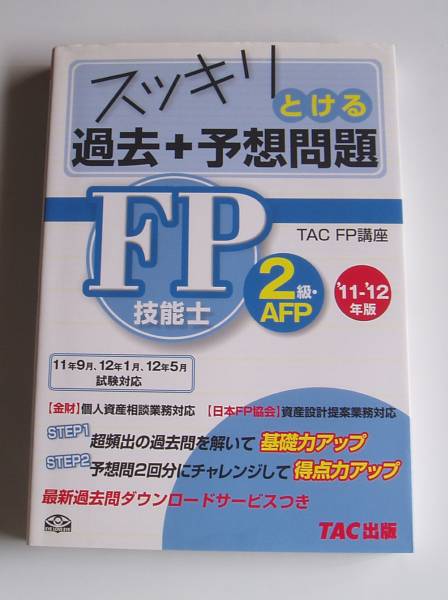 スッキリ
とける
過去+予想問題
TAC FP講座
FP
技能士
2級・
AFP
'11-'12
年版
11年9月、12年1月、12年5月
試験対応
【金財】個人資産相談業務対応 【日本FP協会】資産設計提案業務対応
STEP1 超頻出の過去問を解いて 基礎力アップ
STEP2 予想問2回分にチャレンジして 得点力アップ
最新過去問ダウンロードサービスつき
EYE LOVE EYE
TAC出版